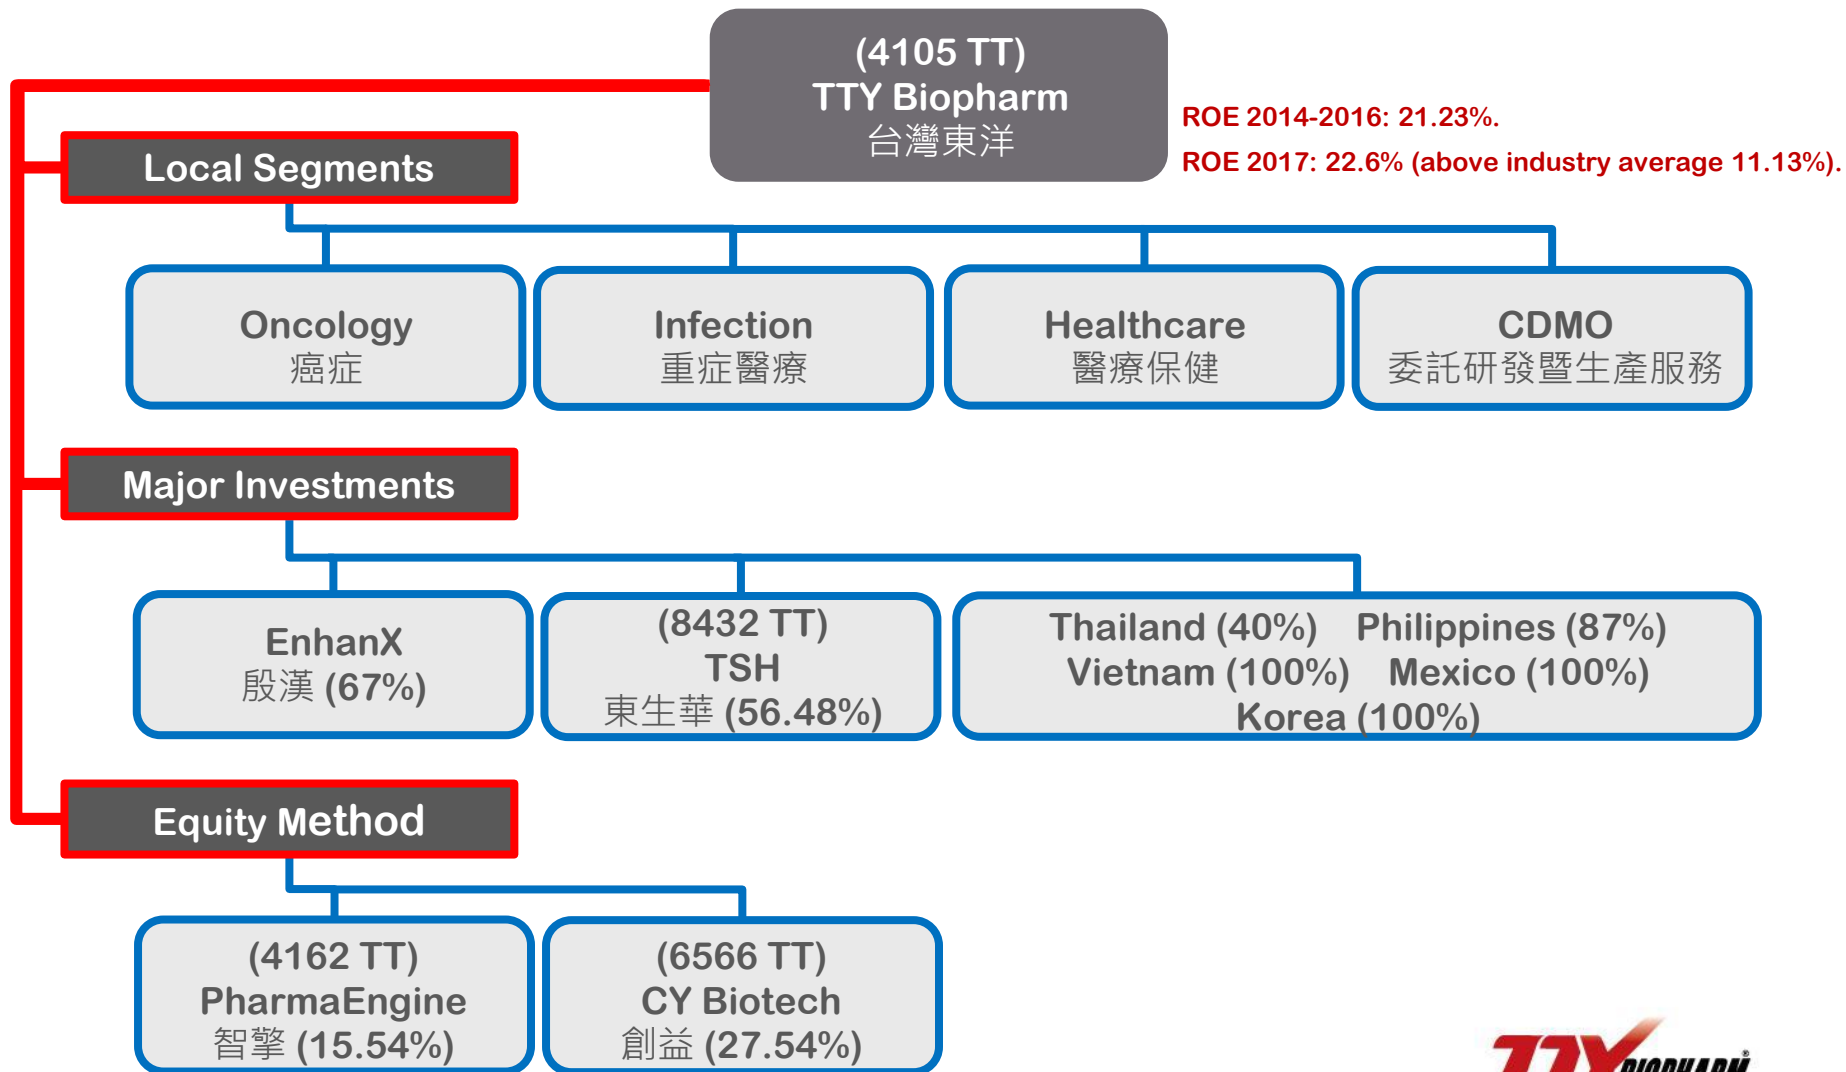 (4105 TT)
TTY Biopharm
台灣東洋
ROE 2014-2016: 21.23%.
ROE 2017: 22.6% (above industry average 11.13%).
Local Segments
Oncology
癌症
Infection
重症醫療
Healthcare
醫療保健
CDMO
委託研發暨生產服務
Major Investments
EnhanX
殷漢 (67%)
(8432 TT)
TSH
東生華 (56.48%)
Thailand (40%) Philippines (87%)
Vietnam (100%) Mexico (100%)
Korea (100%)
Equity Method
(4162 TT)
PharmaEngine
智擎 (15.54%)
(6566 TT)
CY Biotech
創益 (27.54%)
TTY BIOPHARM®